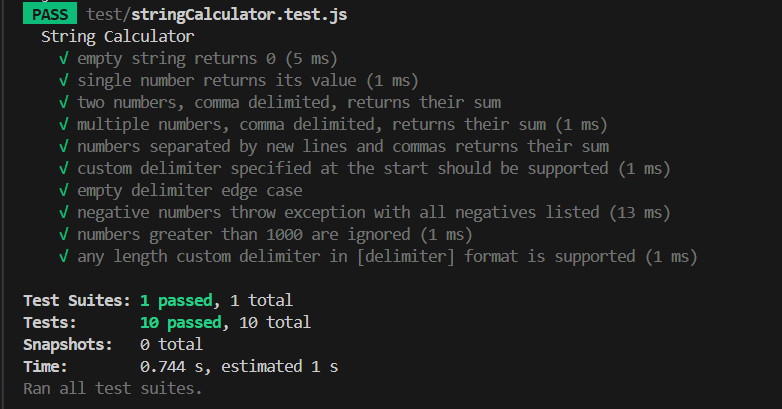 PASS test/stringCalculator.test.js
String Calculator
√ empty string returns 0 (5 ms)
√ single number returns its value (1 ms)
√ two numbers, comma delimited, returns their sum
√ multiple numbers, comma delimited, returns their sum (1 ms)
√ numbers separated by new lines and commas returns their sum
√ custom delimiter specified at the start should be supported (1 ms)
√ empty delimiter edge case
√ negative numbers throw exception with all negatives listed (13 ms)
√ numbers greater than 1000 are ignored (1 ms)
√ any length custom delimiter in [delimiter] format is supported (1 ms)
Test Suites: 1 passed, 1 total
Tests: 10 passed, 10 total
Snapshots: 0 total
Time: 0.744 s, estimated 1 s
Ran all test suites.